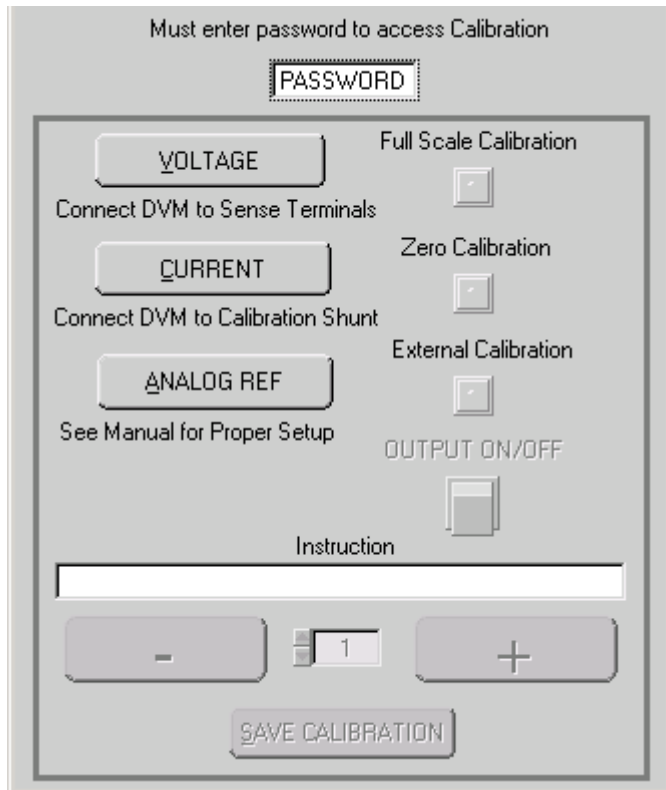 Must enter password to access Calibration
PASSWORD
VOLTAGE
Full Scale Calibration
Connect DVM to Sense Terminals
CURRENT
Zero Calibration
Connect DVM to Calibration Shunt
ANALOG REF
External Calibration
See Manual for Proper Setup
OUTPUT ON/OFF
Instruction
-
1
+
SAVE CALIBRATION